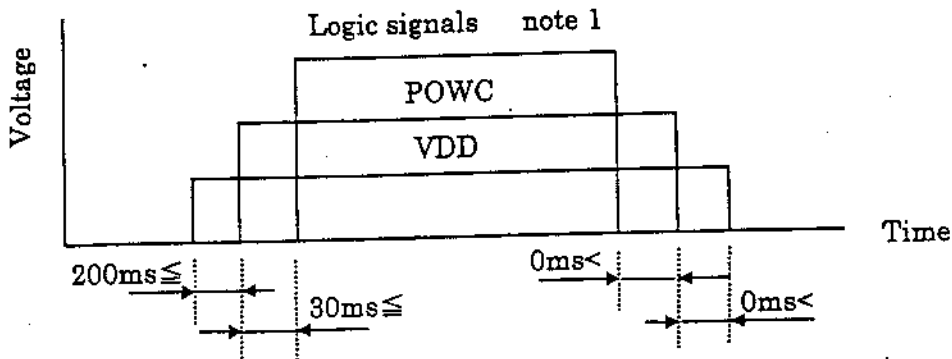 Logic signals note 1
POWC
VDD
Voltage
Time
200ms≦
0ms<
30ms≦
0ms<